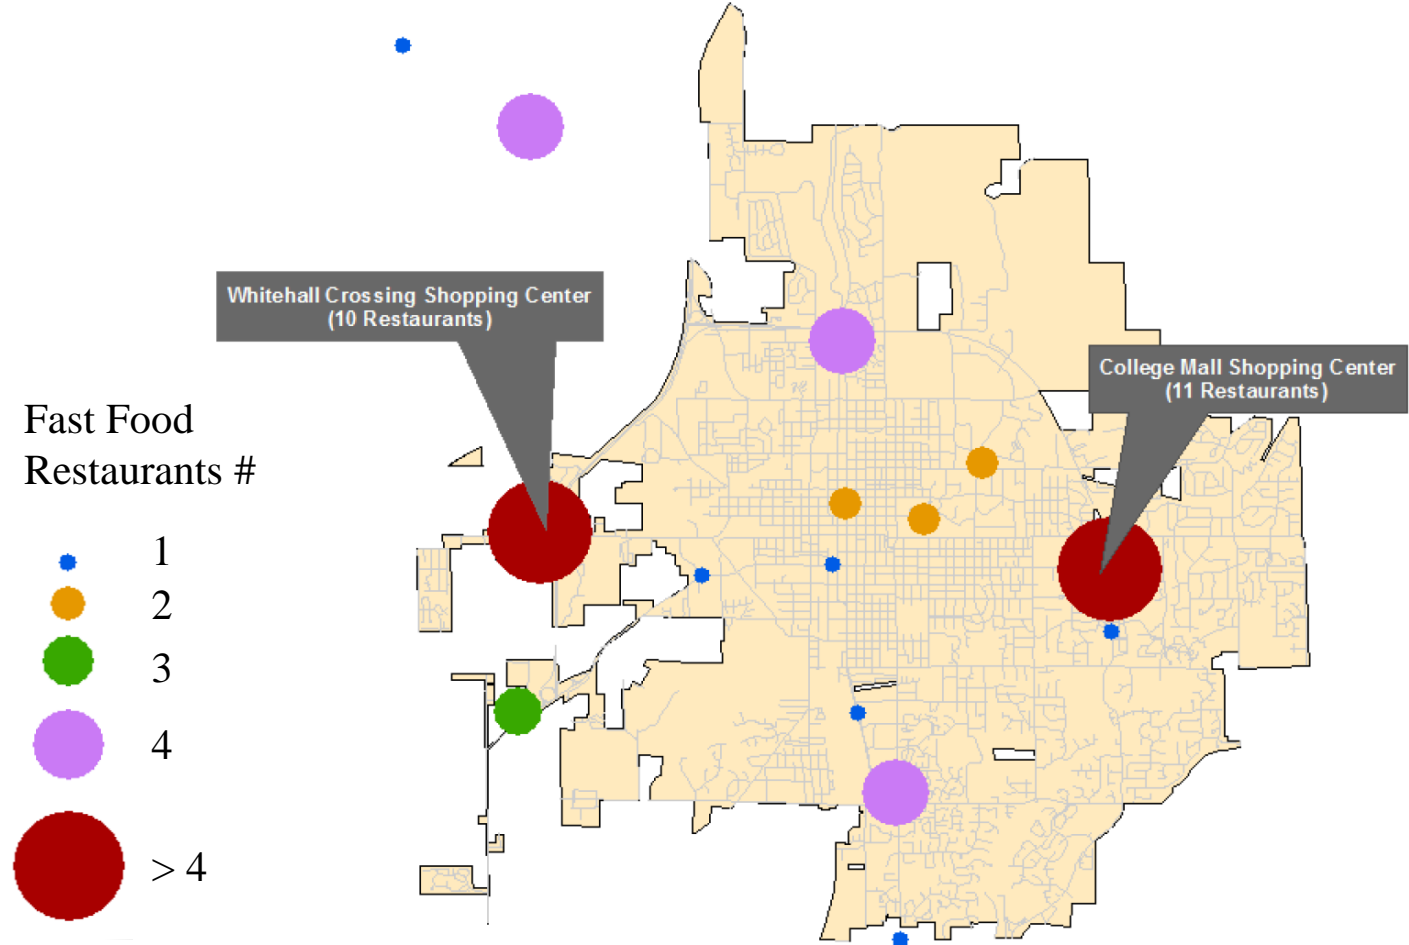 Whitehall Crossing Shopping Center
(10 Restaurants)
College Mall Shopping Center
(11 Restaurants)
Fast Food
Restaurants #
1
2
3
4
> 4